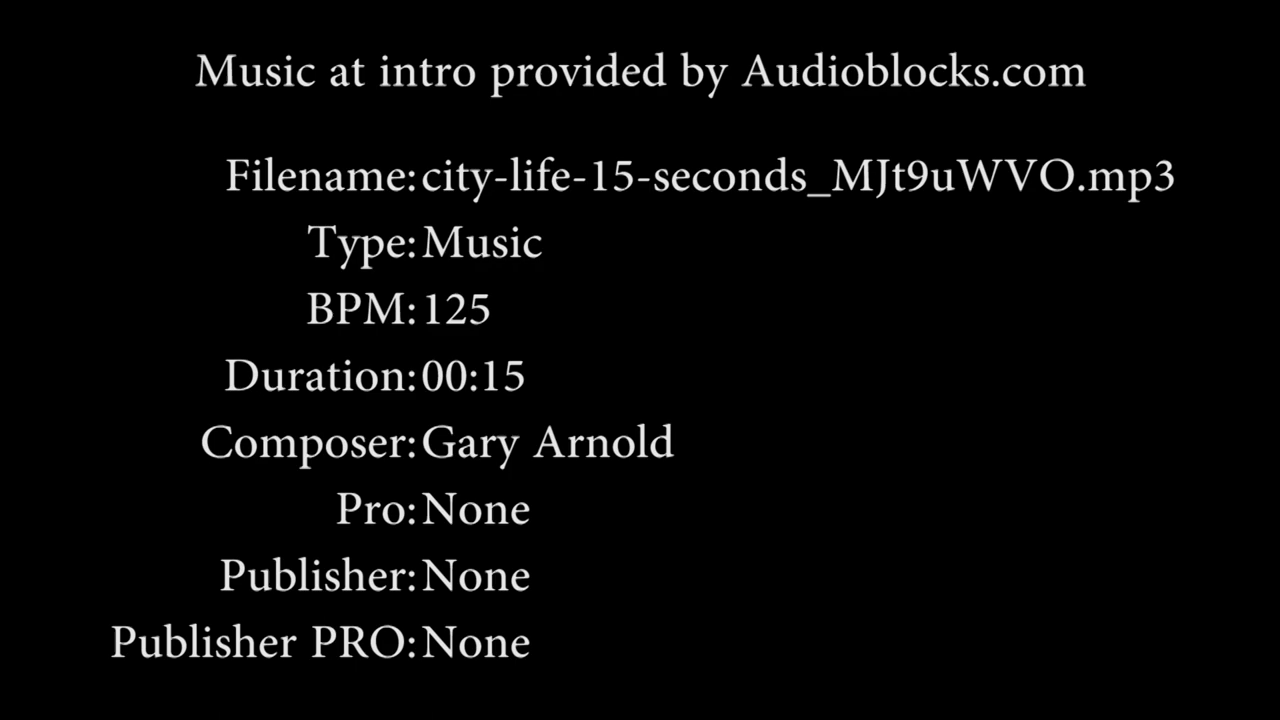 Music at intro provided by Audioblocks.com
Filename: city-life-15-seconds_MJt9uWVO.mp3
Type: Music
BPM: 125
Duration: 00:15
Composer: Gary Arnold
Pro: None
Publisher: None
Publisher PRO: None